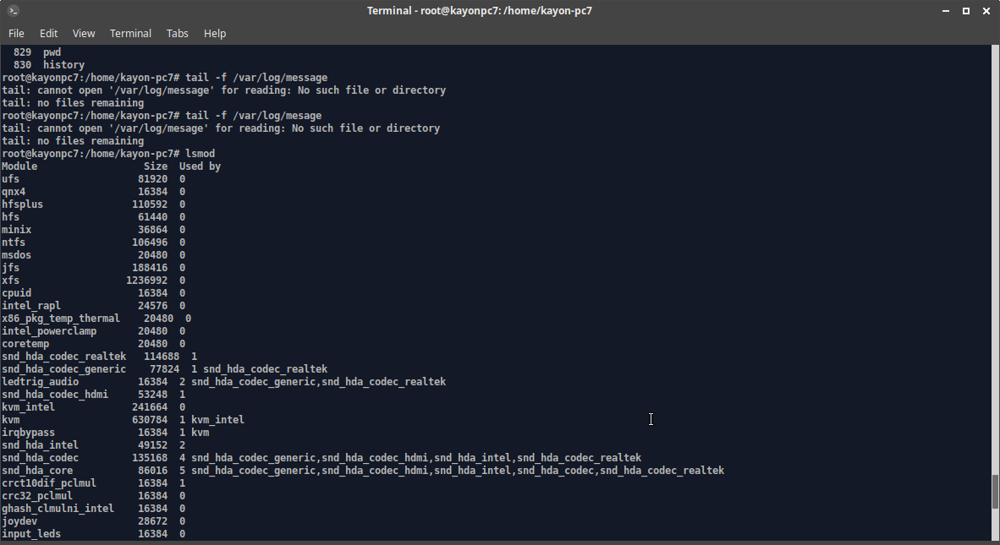 Terminal - root@kayonpc7: /home/kayon-pc7
File Edit View Terminal Tabs Help
829 pwd
830 history
root@kayonpc7:/home/kayon-pc7# tail -f /var/log/message
tail: cannot open '/var/log/message' for reading: No such file or directory
tail: no files remaining
root@kayonpc7:/home/kayon-pc7# tail -f /var/log/mesage
tail: cannot open '/var/log/mesage' for reading: No such file or directory
tail: no files remaining
root@kayonpc7:/home/kayon-pc7# lsmod
Module Size Used by
ufs 81920 0
qnx4 16384 0
hfsplus 110592 0
hfs 61440 0
minix 36864 0
ntfs 106496 0
msdos 20480 0
jfs 188416 0
xfs 1236992 0
cpuid 16384 0
intel_rapl 24576 0
x86_pkg_temp_thermal 20480 0
intel_powerclamp 20480 0
coretemp 20480 0
snd_hda_codec_realtek 114688 1
snd_hda_codec_generic 77824 1 snd_hda_codec_realtek
ledtrig_audio 16384 2 snd_hda_codec_generic,snd_hda_codec_realtek
snd_hda_codec_hdmi 53248 1
kvm_intel 241664 0
kvm 630784 1 kvm_intel
irqbypass 16384 1 kvm
snd_hda_intel 49152 2
snd_hda_codec 135168 4 snd_hda_codec_generic,snd_hda_codec_hdmi,snd_hda_intel,snd_hda_codec_realtek
snd_hda_core 86016 5 snd_hda_codec_generic,snd_hda_codec_hdmi,snd_hda_intel,snd_hda_codec,snd_hda_codec_realtek
crct10dif_pclmul 16384 1
crc32_pclmul 16384 0
ghash_clmulni_intel 16384 0
joydev 28672 0
input_leds 16384 0